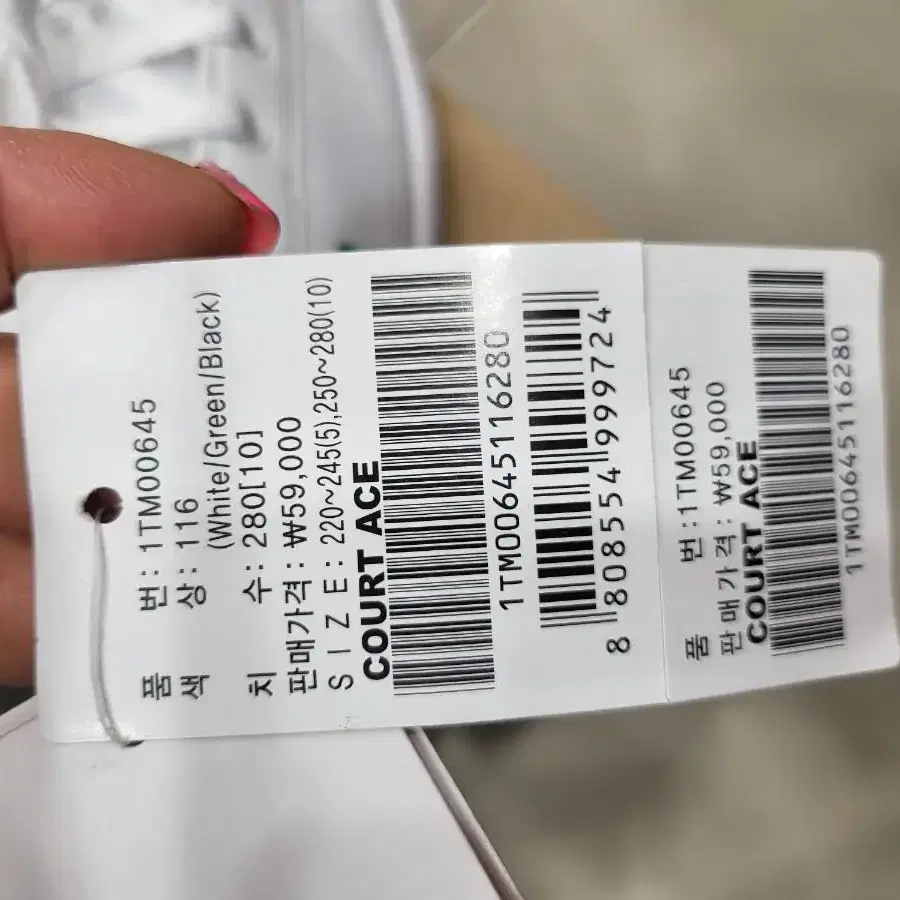 품 번 : 1TM00645
색 상 : 116
(White/Green/Black)
치 수 : 280[10]
판매가격 : ₩59,000
S I Z E : 220~245(5),250~280(10)
COURT ACE
1TM00645116280
8 808554 999724
품 번 : 1TM00645
판 매 가 격 : ₩59,000
COURT ACE
1TM00645116280